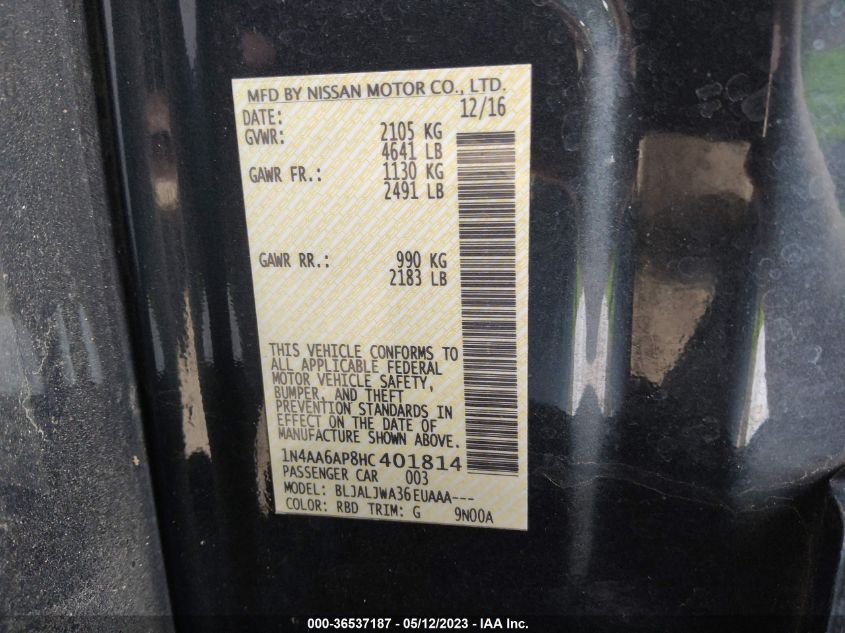 MFD BY NISSAN MOTOR CO., LTD.
DATE: 12/16
GVWR: 2105 KG
4641 LB
GAWR FR.: 1130 KG
2491 LB
GAWR RR.: 990 KG
2183 LB
THIS VEHICLE CONFORMS TO
ALL APPLICABLE FEDERAL
MOTOR VEHICLE SAFETY,
BUMPER, AND THEFT
PREVENTION STANDARDS IN
EFFECT ON THE DATE OF
MANUFACTURE SHOWN ABOVE.
1N4AA6AP8HC401814
PASSENGER CAR 003
MODEL: BLJALJWA36EUAAA---
COLOR: RBD TRIM: G 9N00A
000-36537187 - 05/12/2023 - IAA Inc.